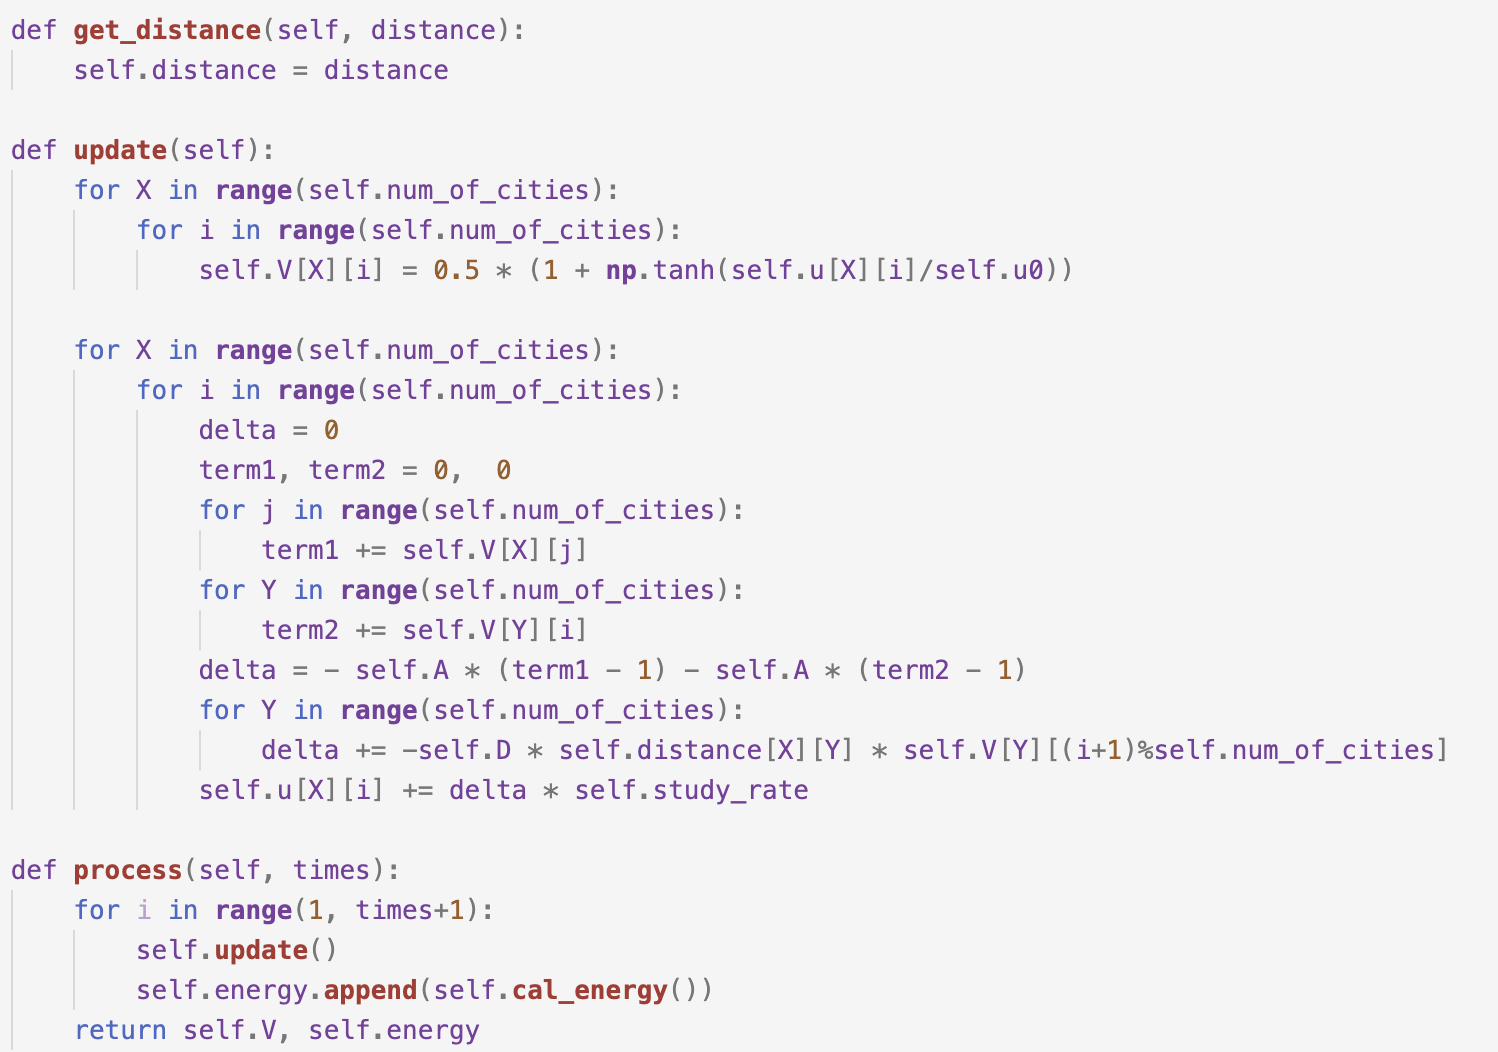 def get_distance(self, distance):
    self.distance = distance

def update(self):
    for X in range(self.num_of_cities):
        for i in range(self.num_of_cities):
            self.V[X][i] = 0.5 * (1 + np.tanh(self.u[X][i]/self.u0))

    for X in range(self.num_of_cities):
        for i in range(self.num_of_cities):
            delta = 0
            term1, term2 = 0,  0
            for j in range(self.num_of_cities):
                term1 += self.V[X][j]
            for Y in range(self.num_of_cities):
                term2 += self.V[Y][i]
            delta = - self.A * (term1 - 1) - self.A * (term2 - 1)
            for Y in range(self.num_of_cities):
                delta += -self.D * self.distance[X][Y] * self.V[Y][(i+1)%self.num_of_cities]
            self.u[X][i] += delta * self.study_rate

def process(self, times):
    for i in range(1, times+1):
        self.update()
        self.energy.append(self.cal_energy())
    return self.V, self.energy